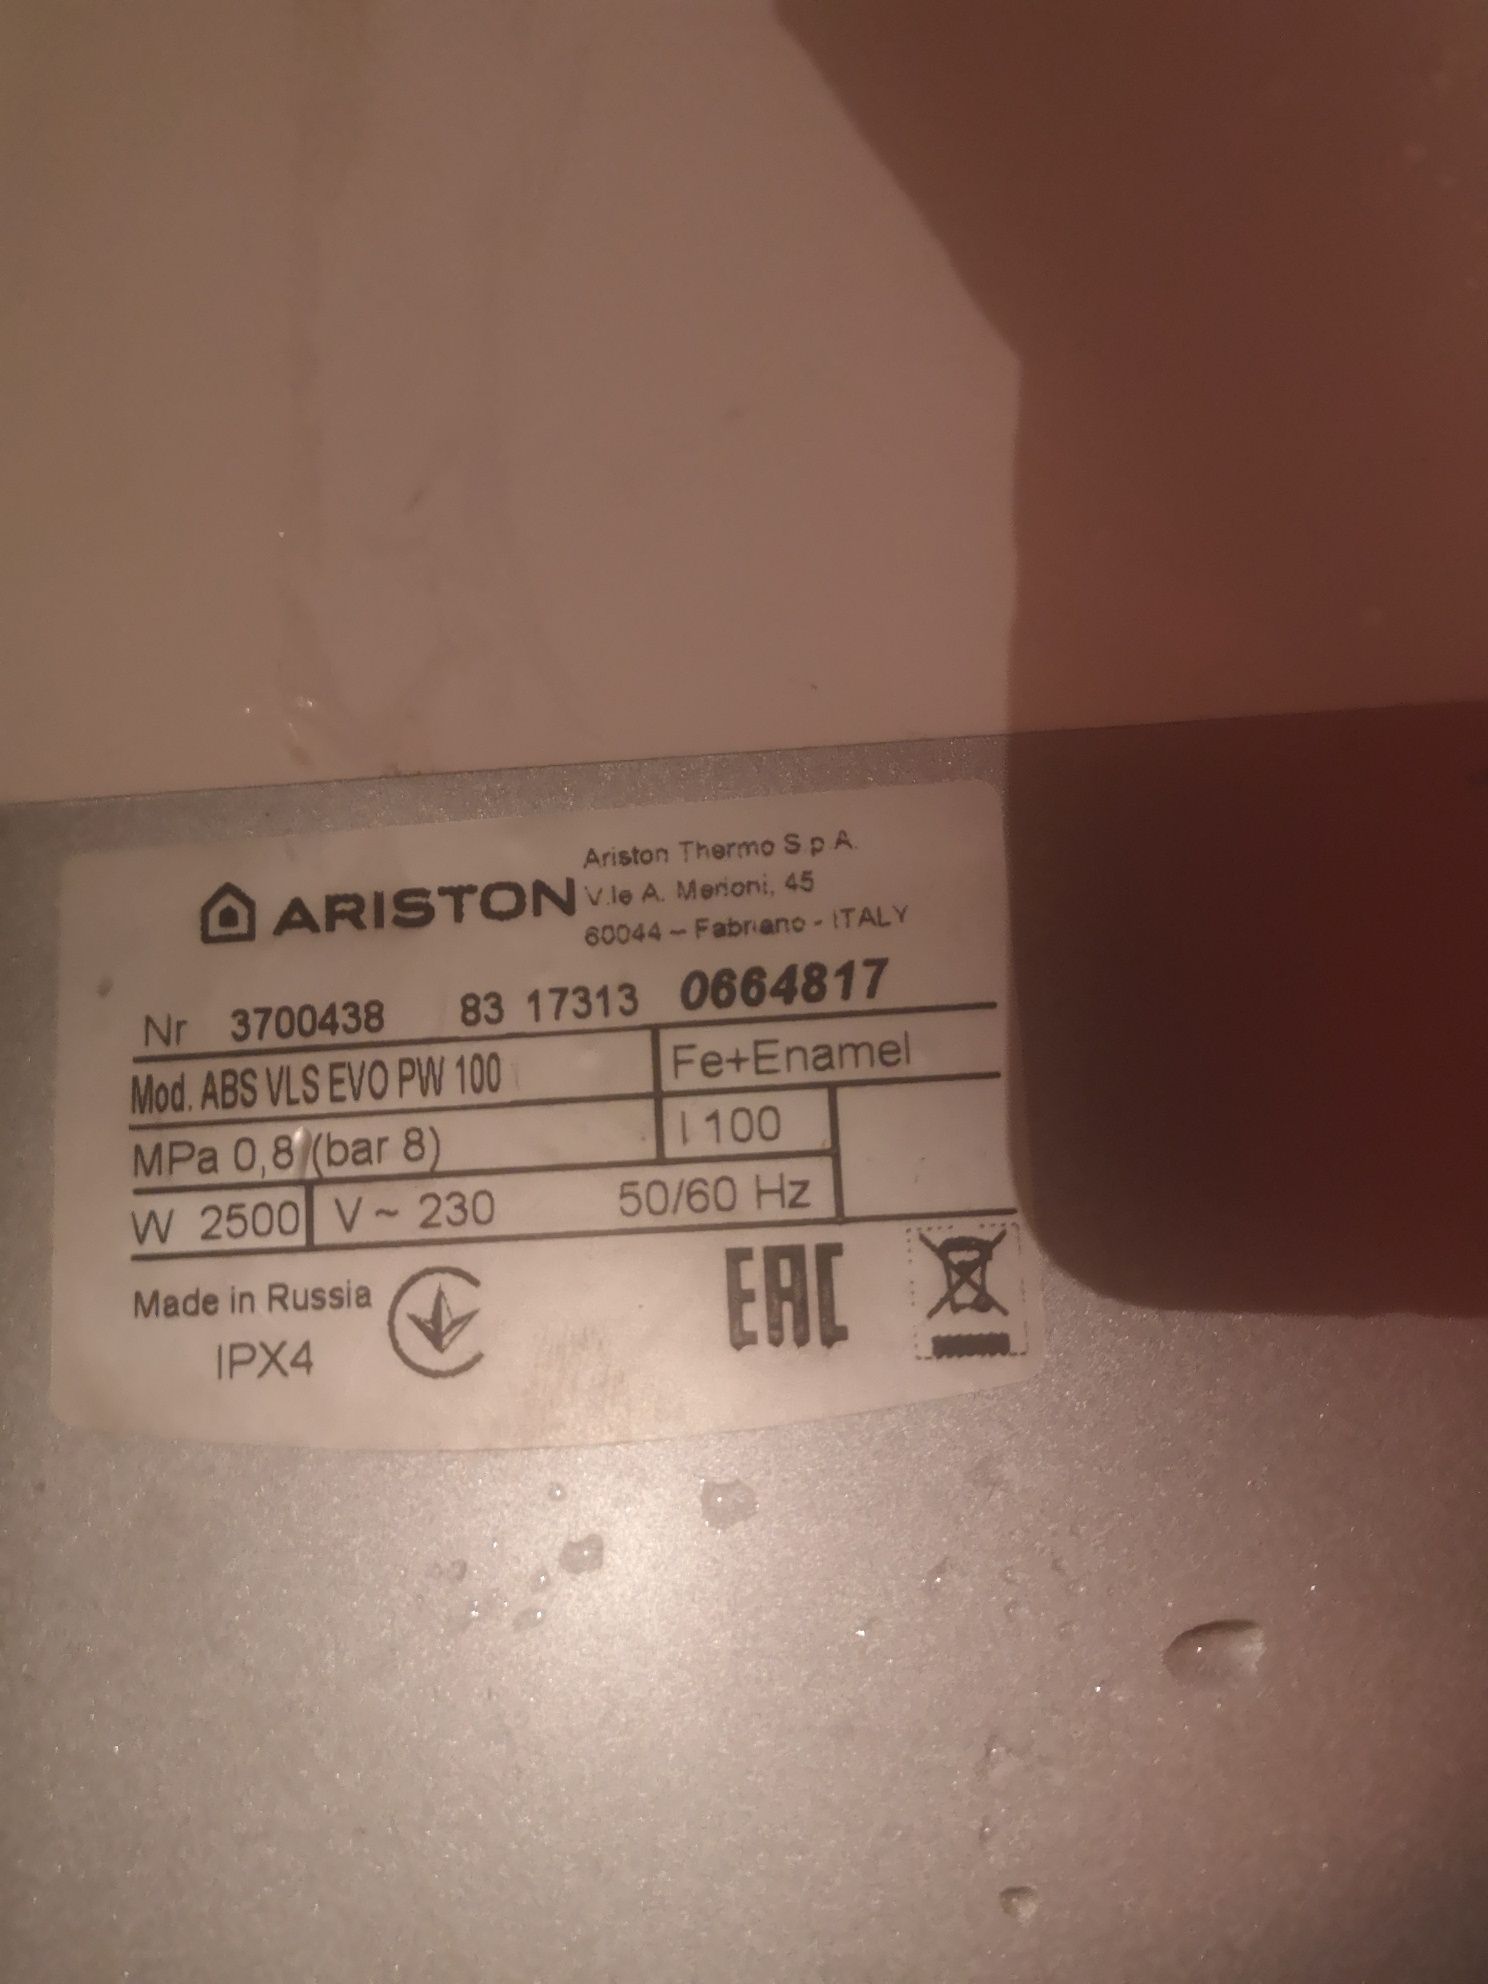 ARISTON
Ariston Thermo S.p.A.
V.le A. Merloni, 45
60044 – Fabriano - ITALY
Nr 3700438 83 17313 0664817
Mod. ABS VLS EVO PW 100 Fe+Enamel
MPa 0,8 (bar 8) l 100
W 2500 V ~ 230 50/60 Hz
Made in Russia
IPX4
EAC